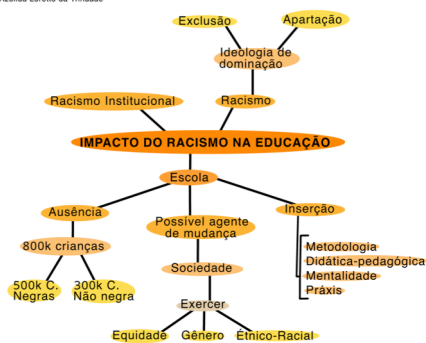 Exclusão
Apartação
Ideologia de
dominação
Racismo Institucional
Racismo
IMPACTO DO RACISMO NA EDUCAÇÃO
Escola
Ausência
Possível agente
de mudança
Inserção
800k crianças
Metodologia
Didática-pedagógica
Mentalidade
Práxis
500k C.
Negras
300k C.
Não negra
Sociedade
Exercer
Equidade
Gênero
Étnico-Racial